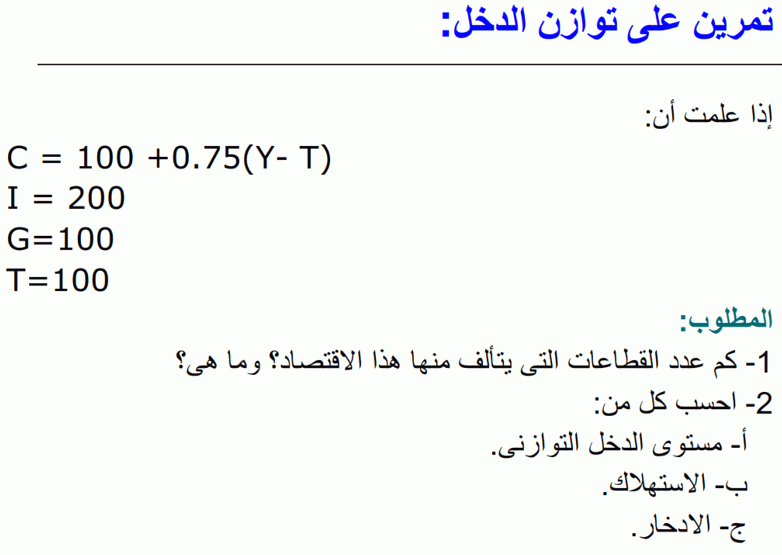 تمرين على توازن الدخل:
إذا علمت أن:
C = 100 +0.75(Y- T)
I = 200
G=100
T=100
المطلوب:
1- كم عدد القطاعات التى يتألف منها هذا الاقتصاد؟ وما هى؟
2- احسب كل من:
أ- مستوى الدخل التوازنى.
ب- الاستهلاك.
ج- الادخار.